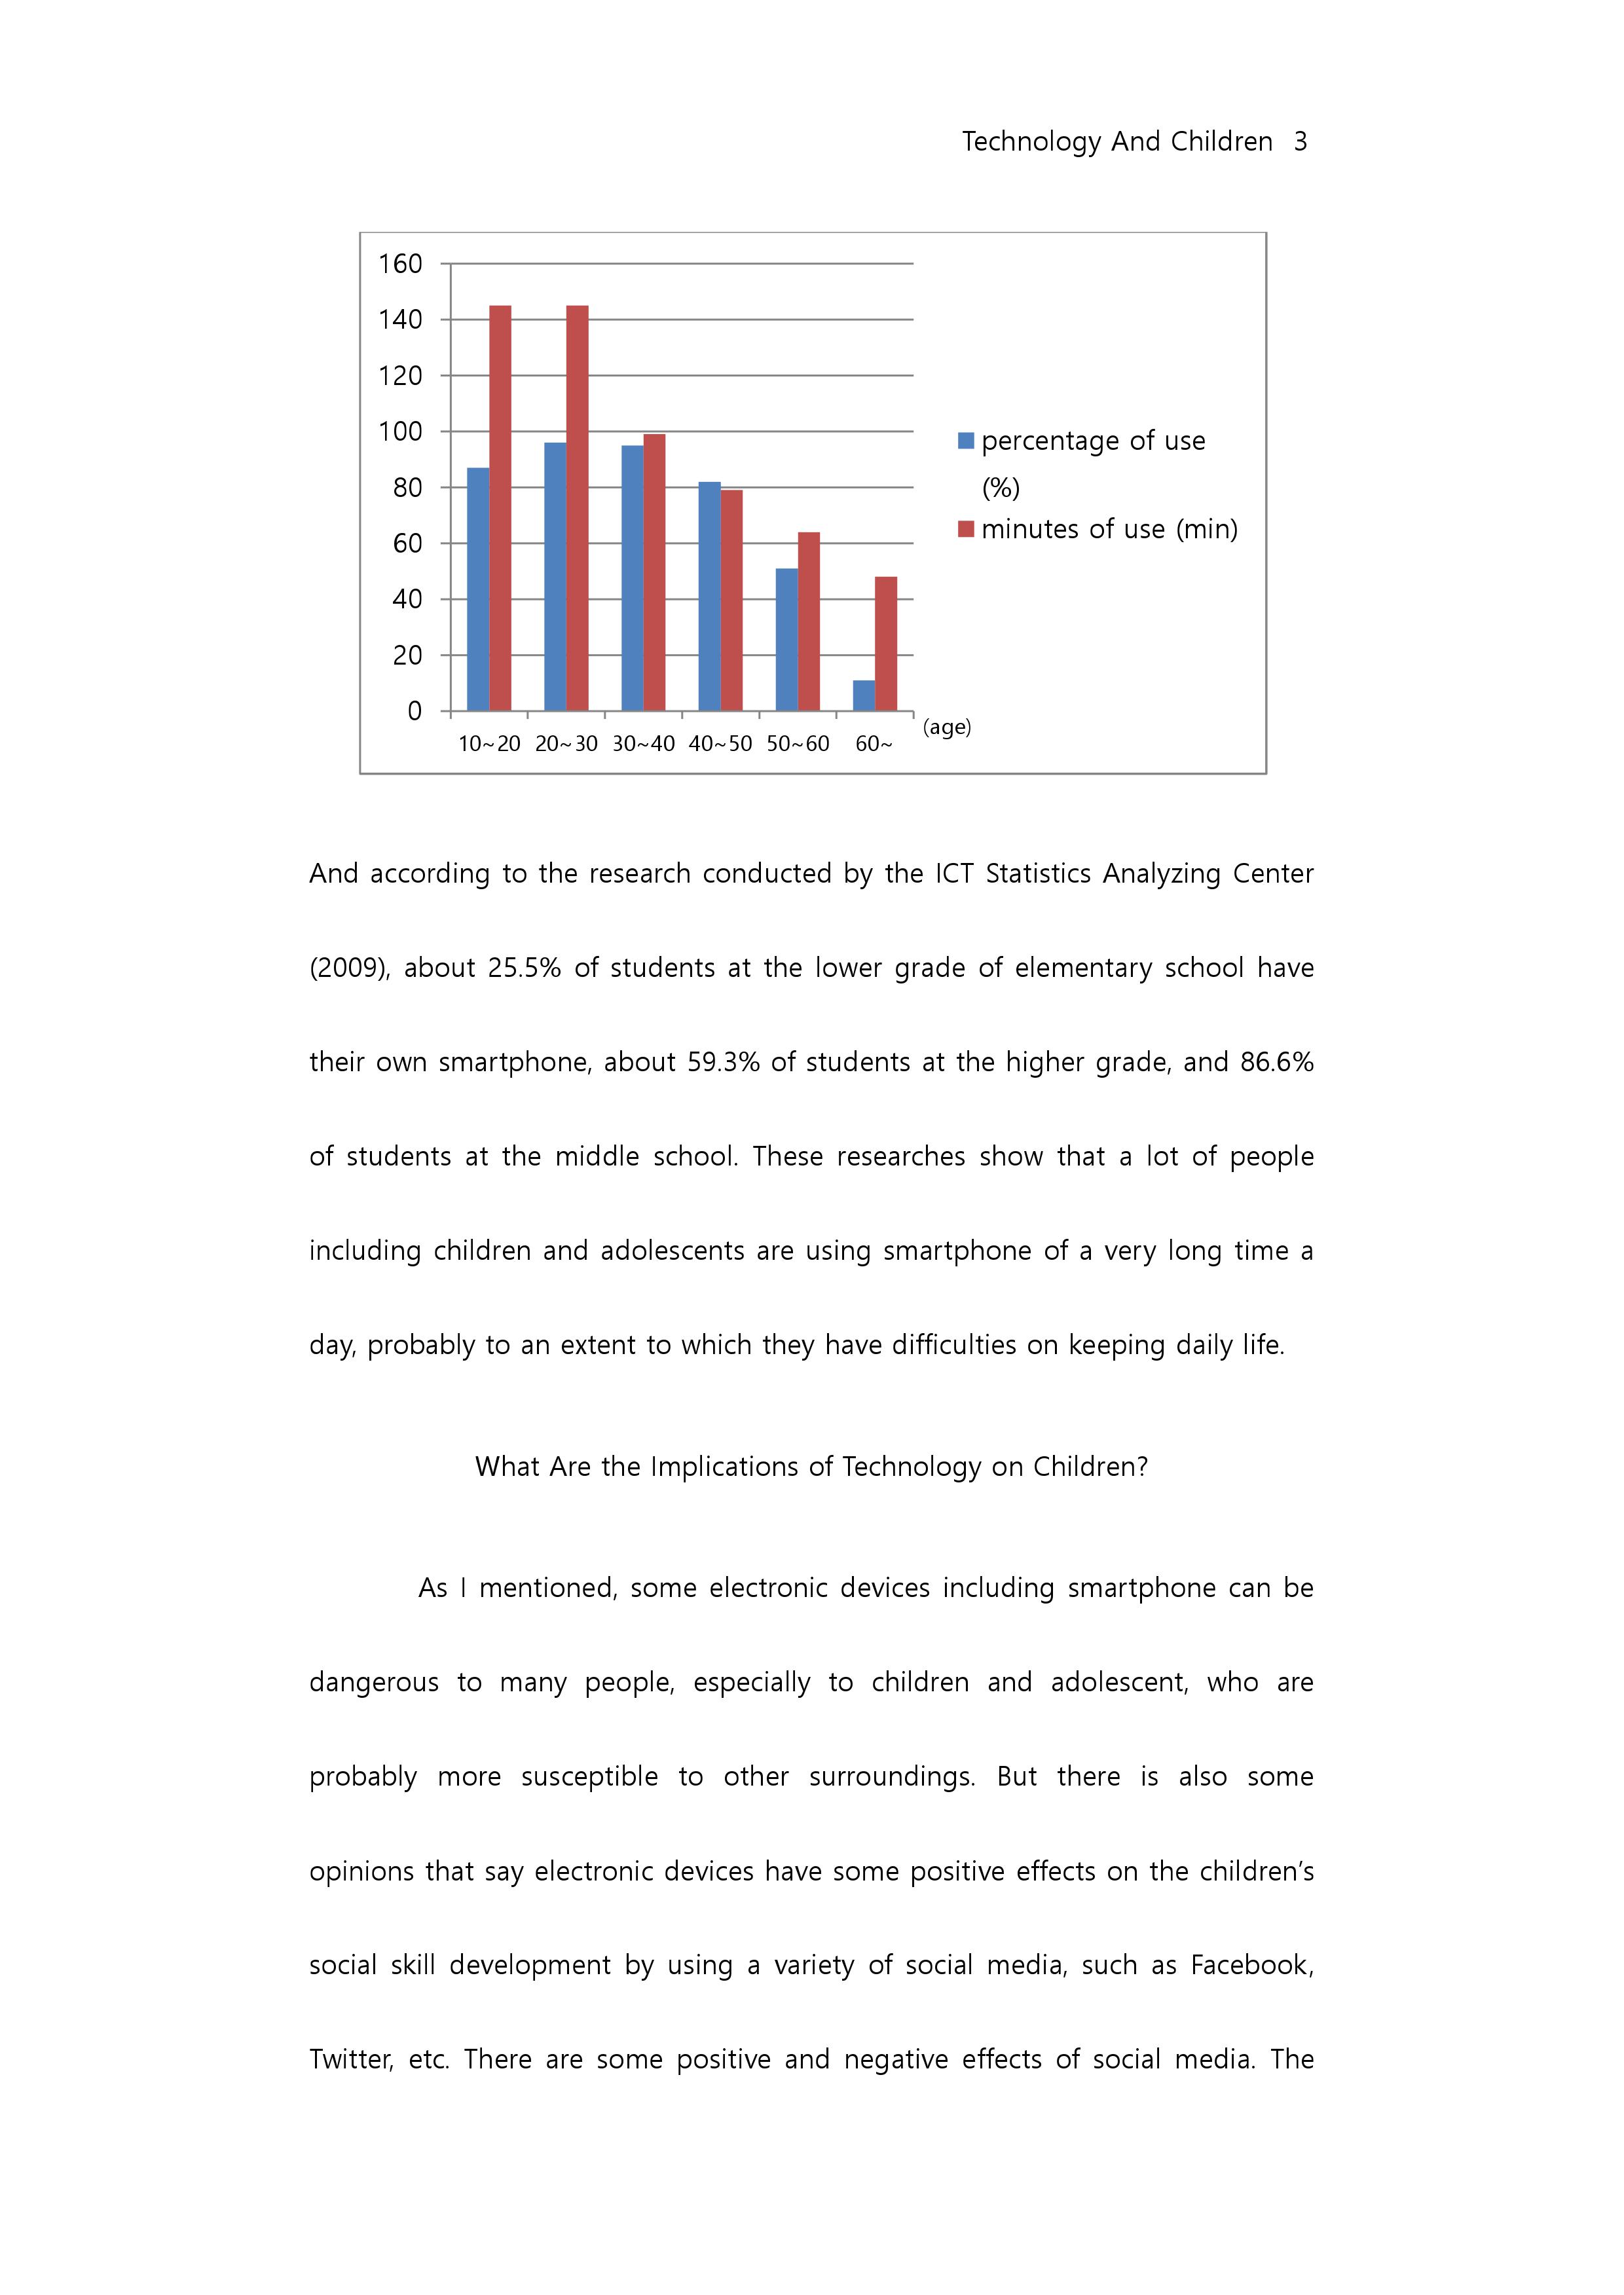 Technology And Children 3
160
140
120
100
80
60
40
20
0
10~20 20~30 30~40 40~50 50~60 60~
(age)
percentage of use
(%)
minutes of use (min)
And according to the research conducted by the ICT Statistics Analyzing Center
(2009), about 25.5% of students at the lower grade of elementary school have
their own smartphone, about 59.3% of students at the higher grade, and 86.6%
of students at the middle school. These researches show that a lot of people
including children and adolescents are using smartphone of a very long time a
day, probably to an extent to which they have difficulties on keeping daily life.
What Are the Implications of Technology on Children?
As I mentioned, some electronic devices including smartphone can be
dangerous to many people, especially to children and adolescent, who are
probably more susceptible to other surroundings. But there is also some
opinions that say electronic devices have some positive effects on the children’s
social skill development by using a variety of social media, such as Facebook,
Twitter, etc. There are some positive and negative effects of social media. The